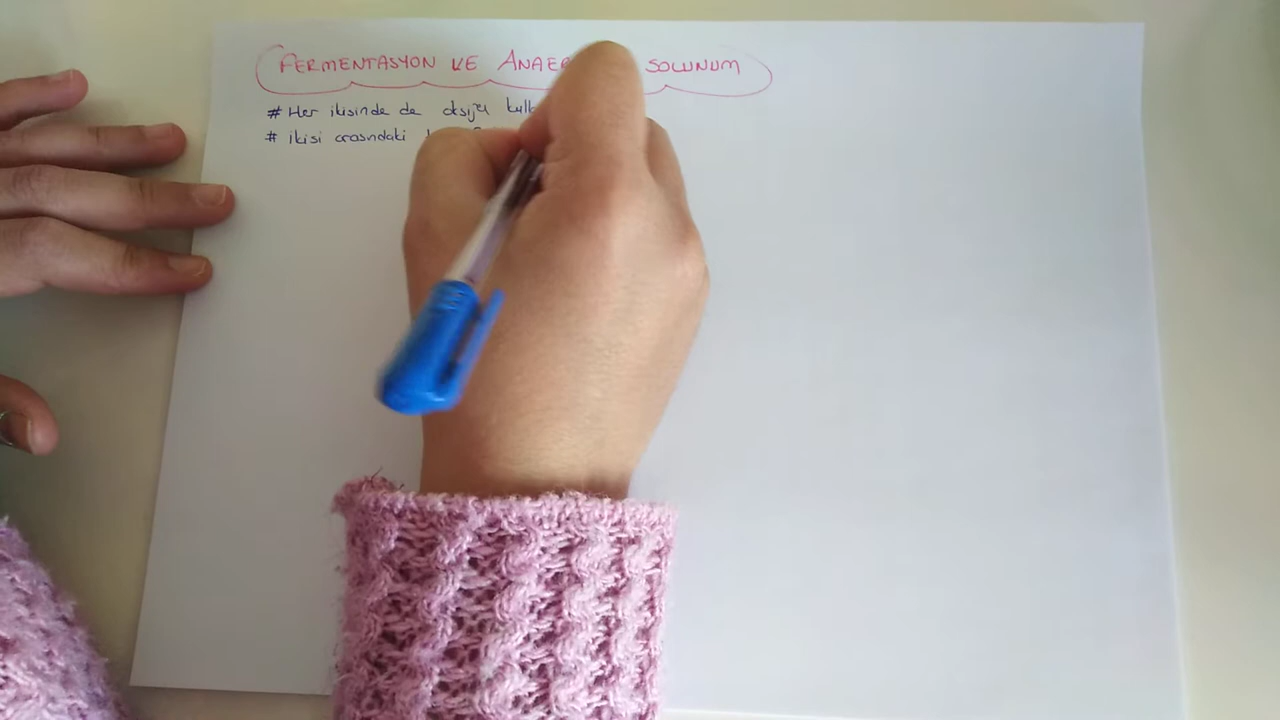 FERMENTASYON VE ANAER SOLUNUM
# Her ikisinde de oksijen kull
# ikisi arasındaki